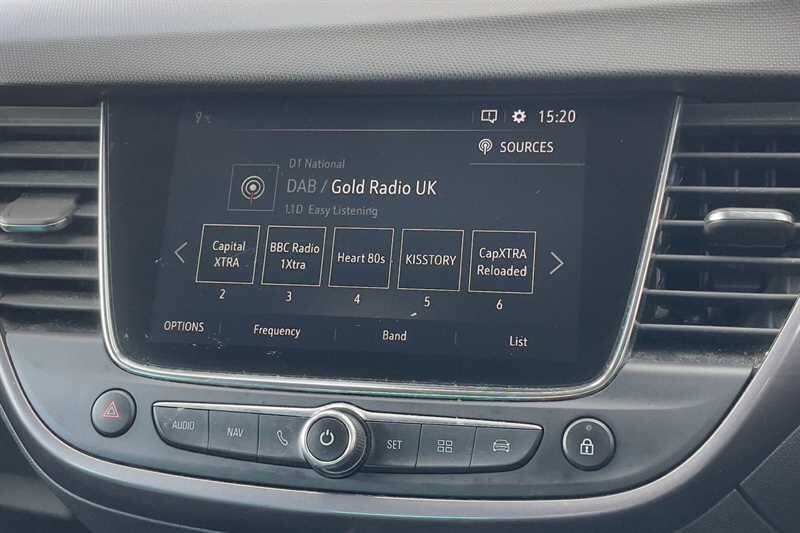 9°C 15:20
SOURCES
D1 National
DAB / Gold Radio UK
11D Easy Listening
Capital XTRA
BBC Radio 1Xtra
Heart 80s
KISSTORY
CapXTRA Reloaded
2 3 4 5 6
OPTIONS Frequency Band List
AUDIO NAV SET